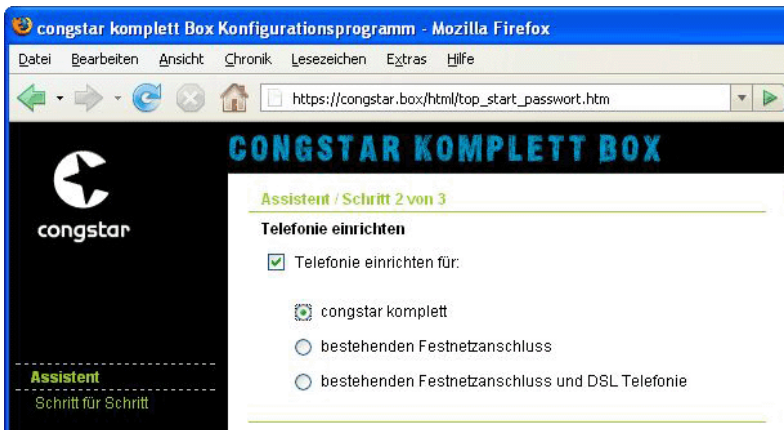 congstar komplett Box Konfigurationsprogramm - Mozilla Firefox
Datei Bearbeiten Ansicht Chronik Lesezeichen Extras Hilfe
https://congstar.box/html/top_start_passwort.htm
CONGSTAR KOMPLETT BOX
congstar
Assistent / Schritt 2 von 3
Telefonie einrichten
Telefonie einrichten für:
congstar komplett
bestehenden Festnetzanschluss
bestehenden Festnetzanschluss und DSL Telefonie
Assistent
Schritt für Schritt